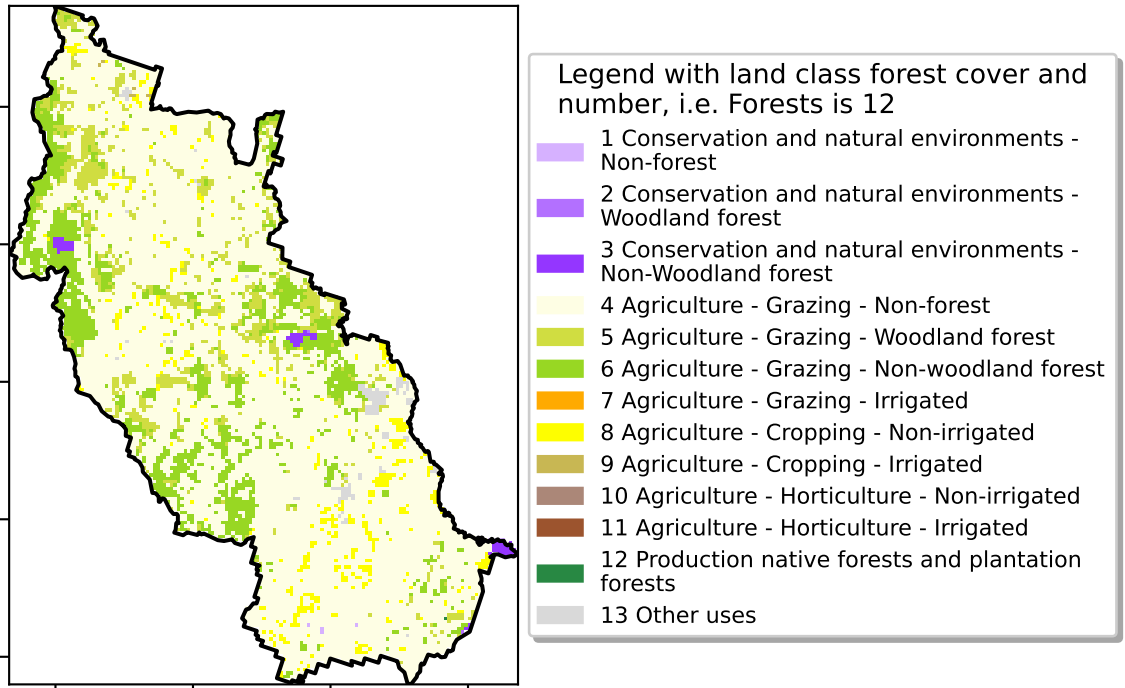 Legend with land class forest cover and
number, i.e. Forests is 12
1 Conservation and natural environments -
Non-forest
2 Conservation and natural environments -
Woodland forest
3 Conservation and natural environments -
Non-Woodland forest
4 Agriculture - Grazing - Non-forest
5 Agriculture - Grazing - Woodland forest
6 Agriculture - Grazing - Non-woodland forest
7 Agriculture - Grazing - Irrigated
8 Agriculture - Cropping - Non-irrigated
9 Agriculture - Cropping - Irrigated
10 Agriculture - Horticulture - Non-irrigated
11 Agriculture - Horticulture - Irrigated
12 Production native forests and plantation
forests
13 Other uses